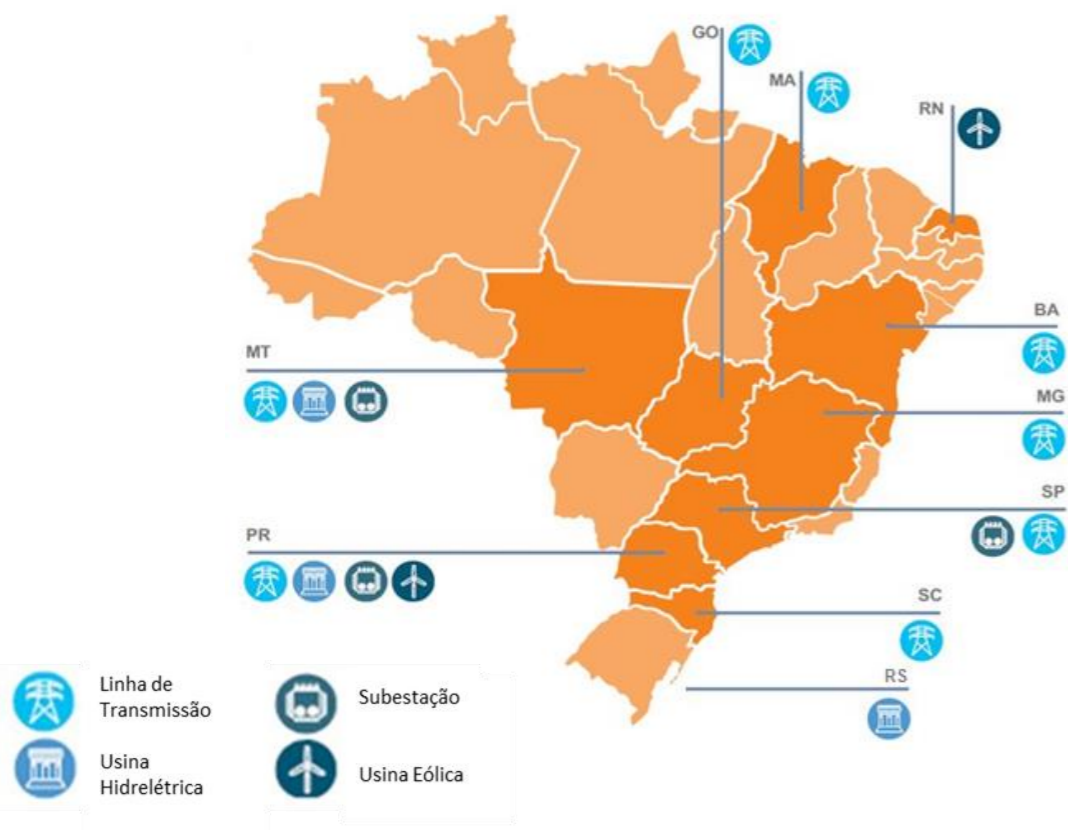 GO
MA
RN
BA
MT
MG
SP
PR
SC
RS
Linha de
Transmissão
Subestação
Usina
Hidrelétrica
Usina Eólica